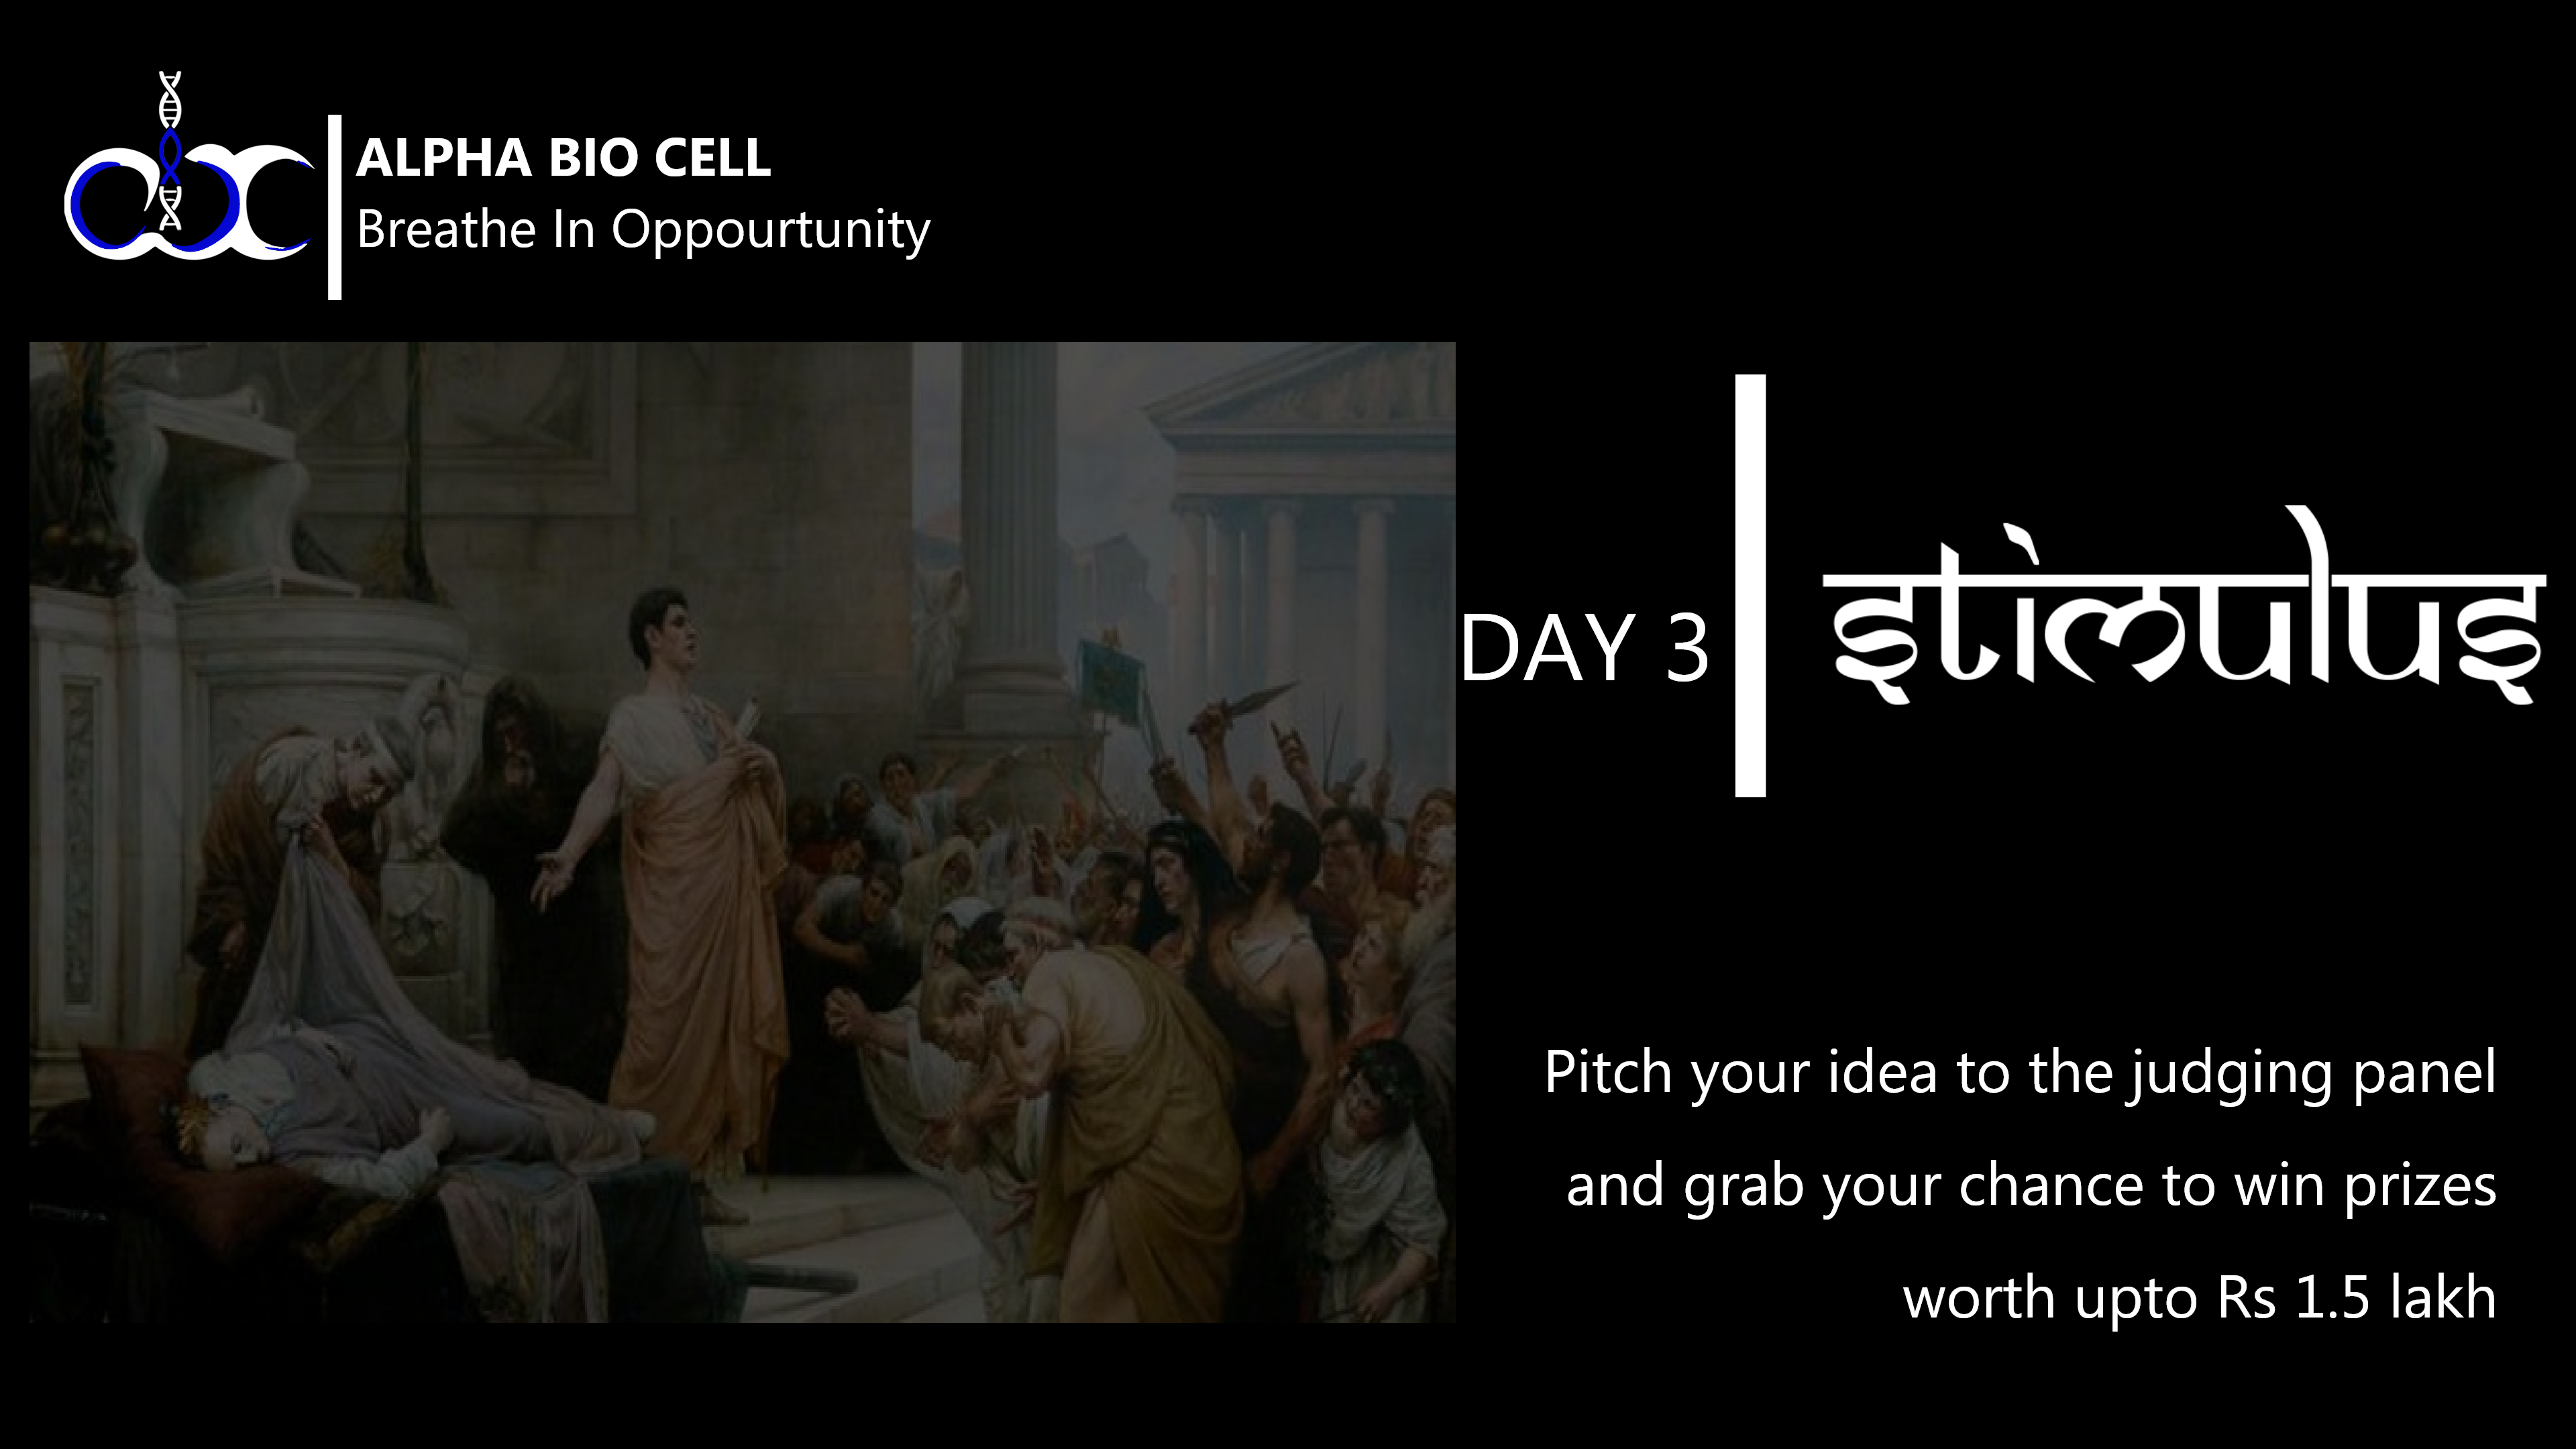 abc
ALPHA BIO CELL
Breathe In Oppourtunity
DAY 3
stimulus
Pitch your idea to the judging panel
and grab your chance to win prizes
worth upto Rs 1.5 lakh